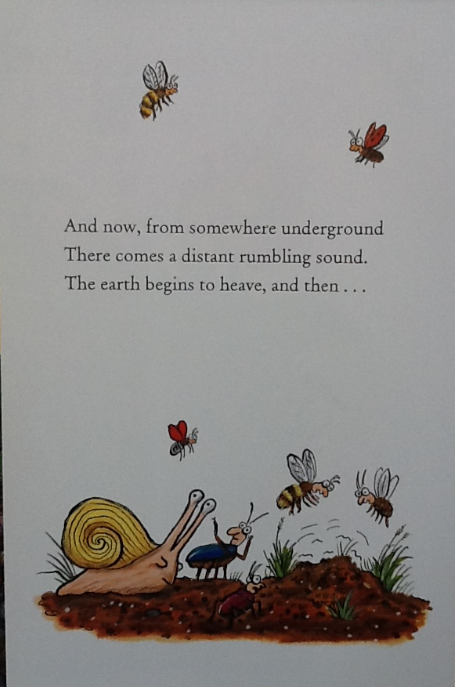 And now, from somewhere underground
There comes a distant rumbling sound.
The earth begins to heave, and then . . .